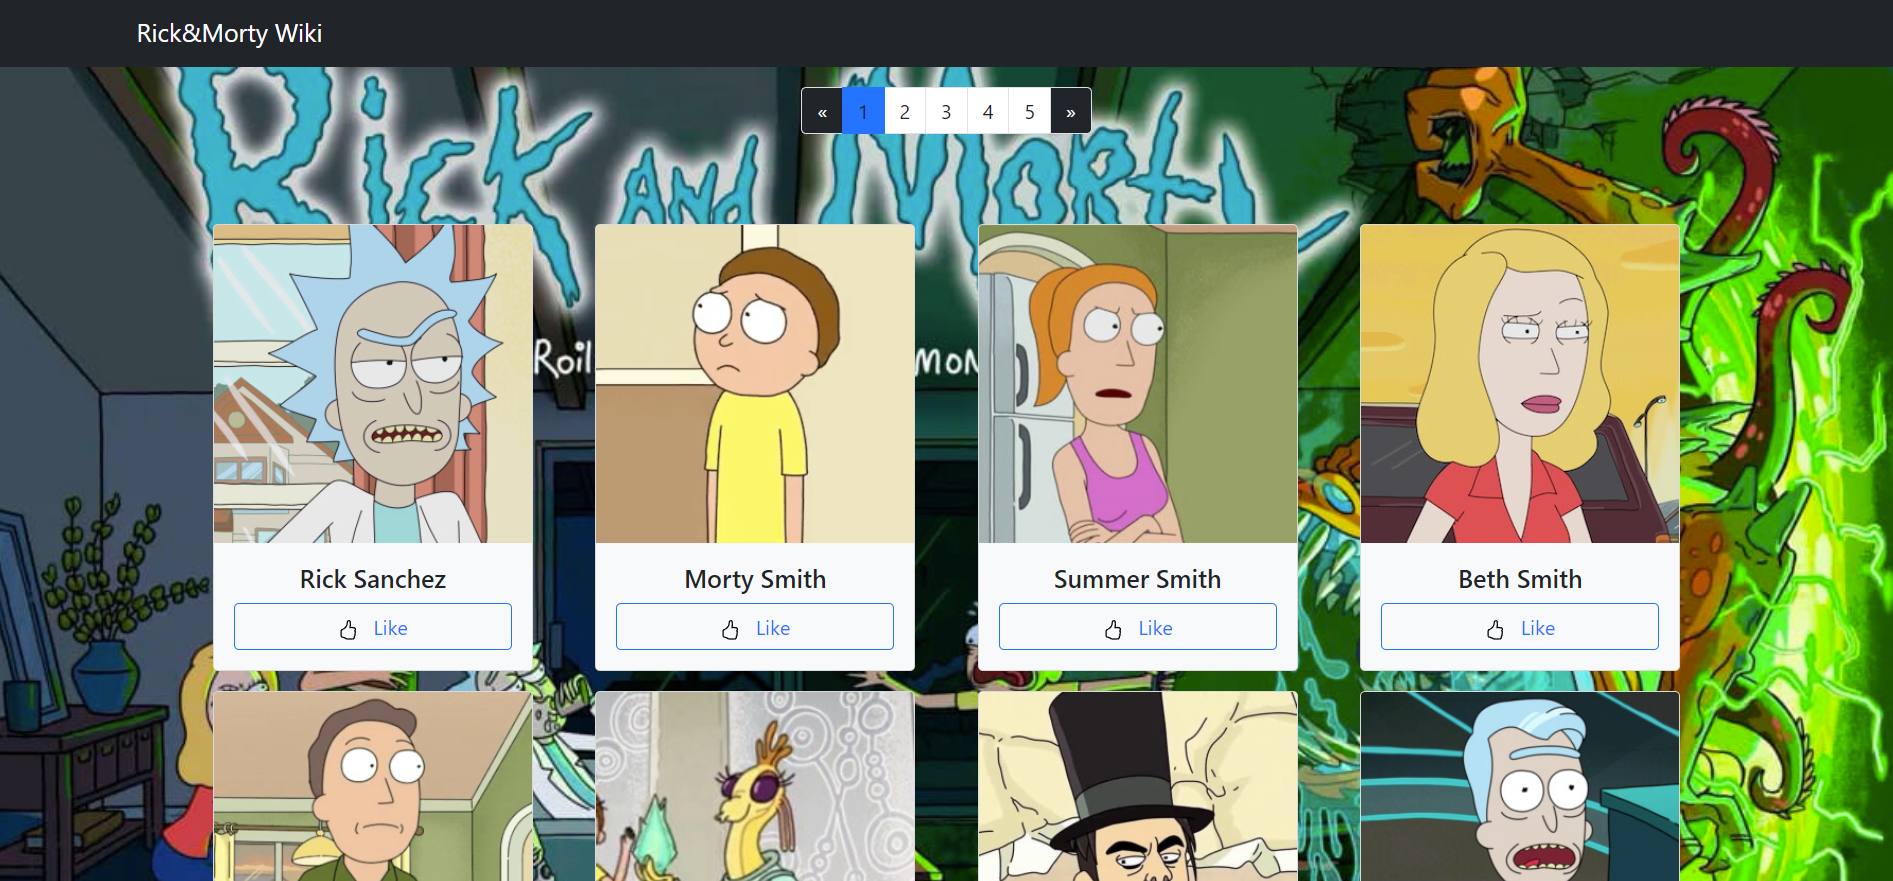 Rick&Morty Wiki
« 1 2 3 4 5 »
Rick AND Morty
Roil
Rick Sanchez
Morty Smith
Summer Smith
Beth Smith
Like
Like
Like
Like